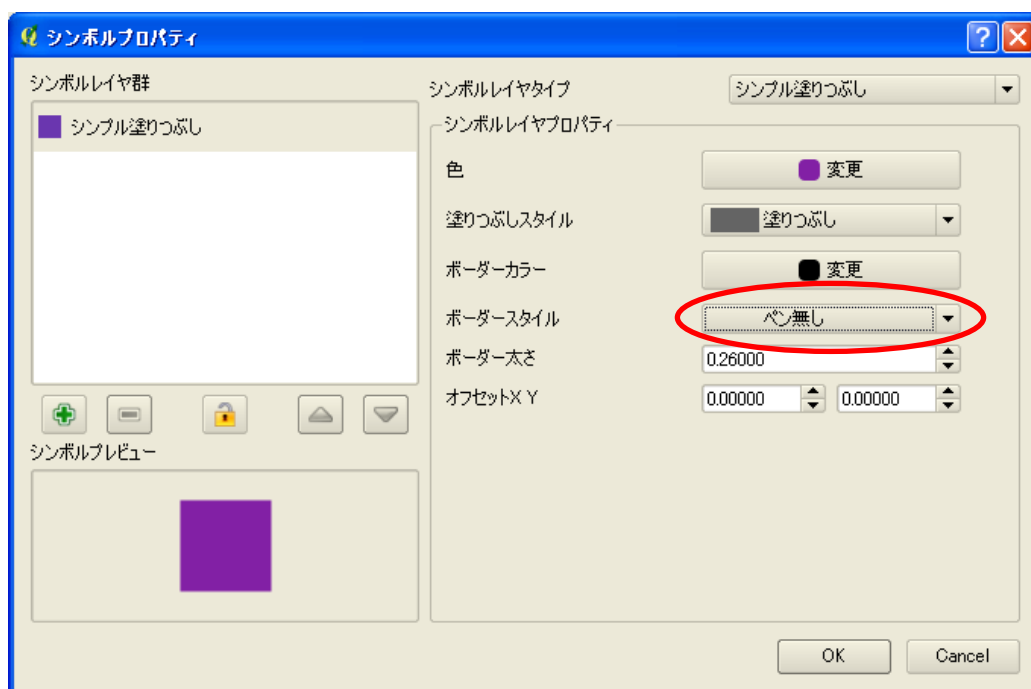 シンボルプロパティ
シンボルレイヤ群
シンプル塗りつぶし
シンボルプレビュー
シンボルレイヤタイプ シンプル塗りつぶし
シンボルレイヤプロパティ
色 変更
塗りつぶしスタイル 塗りつぶし
ボーダーカラー 変更
ボーダースタイル ペン無し
ボーダー太さ 0.26000
オフセットX Y 0.00000 0.00000
OK Cancel